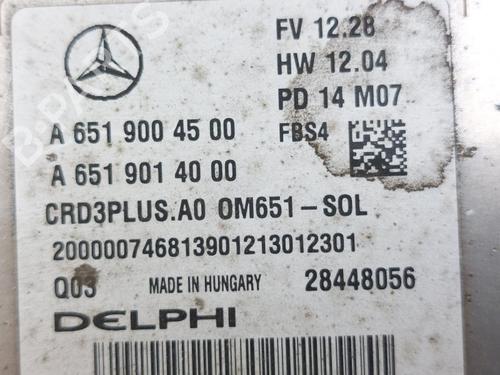 FV 12.28
HW 12.04
PD 14 M07
A 651 900 45 00
FBS4
A 651 901 40 00
CRD3PLUS.A0 OM651-SOL
200000746813901213012301
Q03 MADE IN HUNGARY 28448056
DELPHI